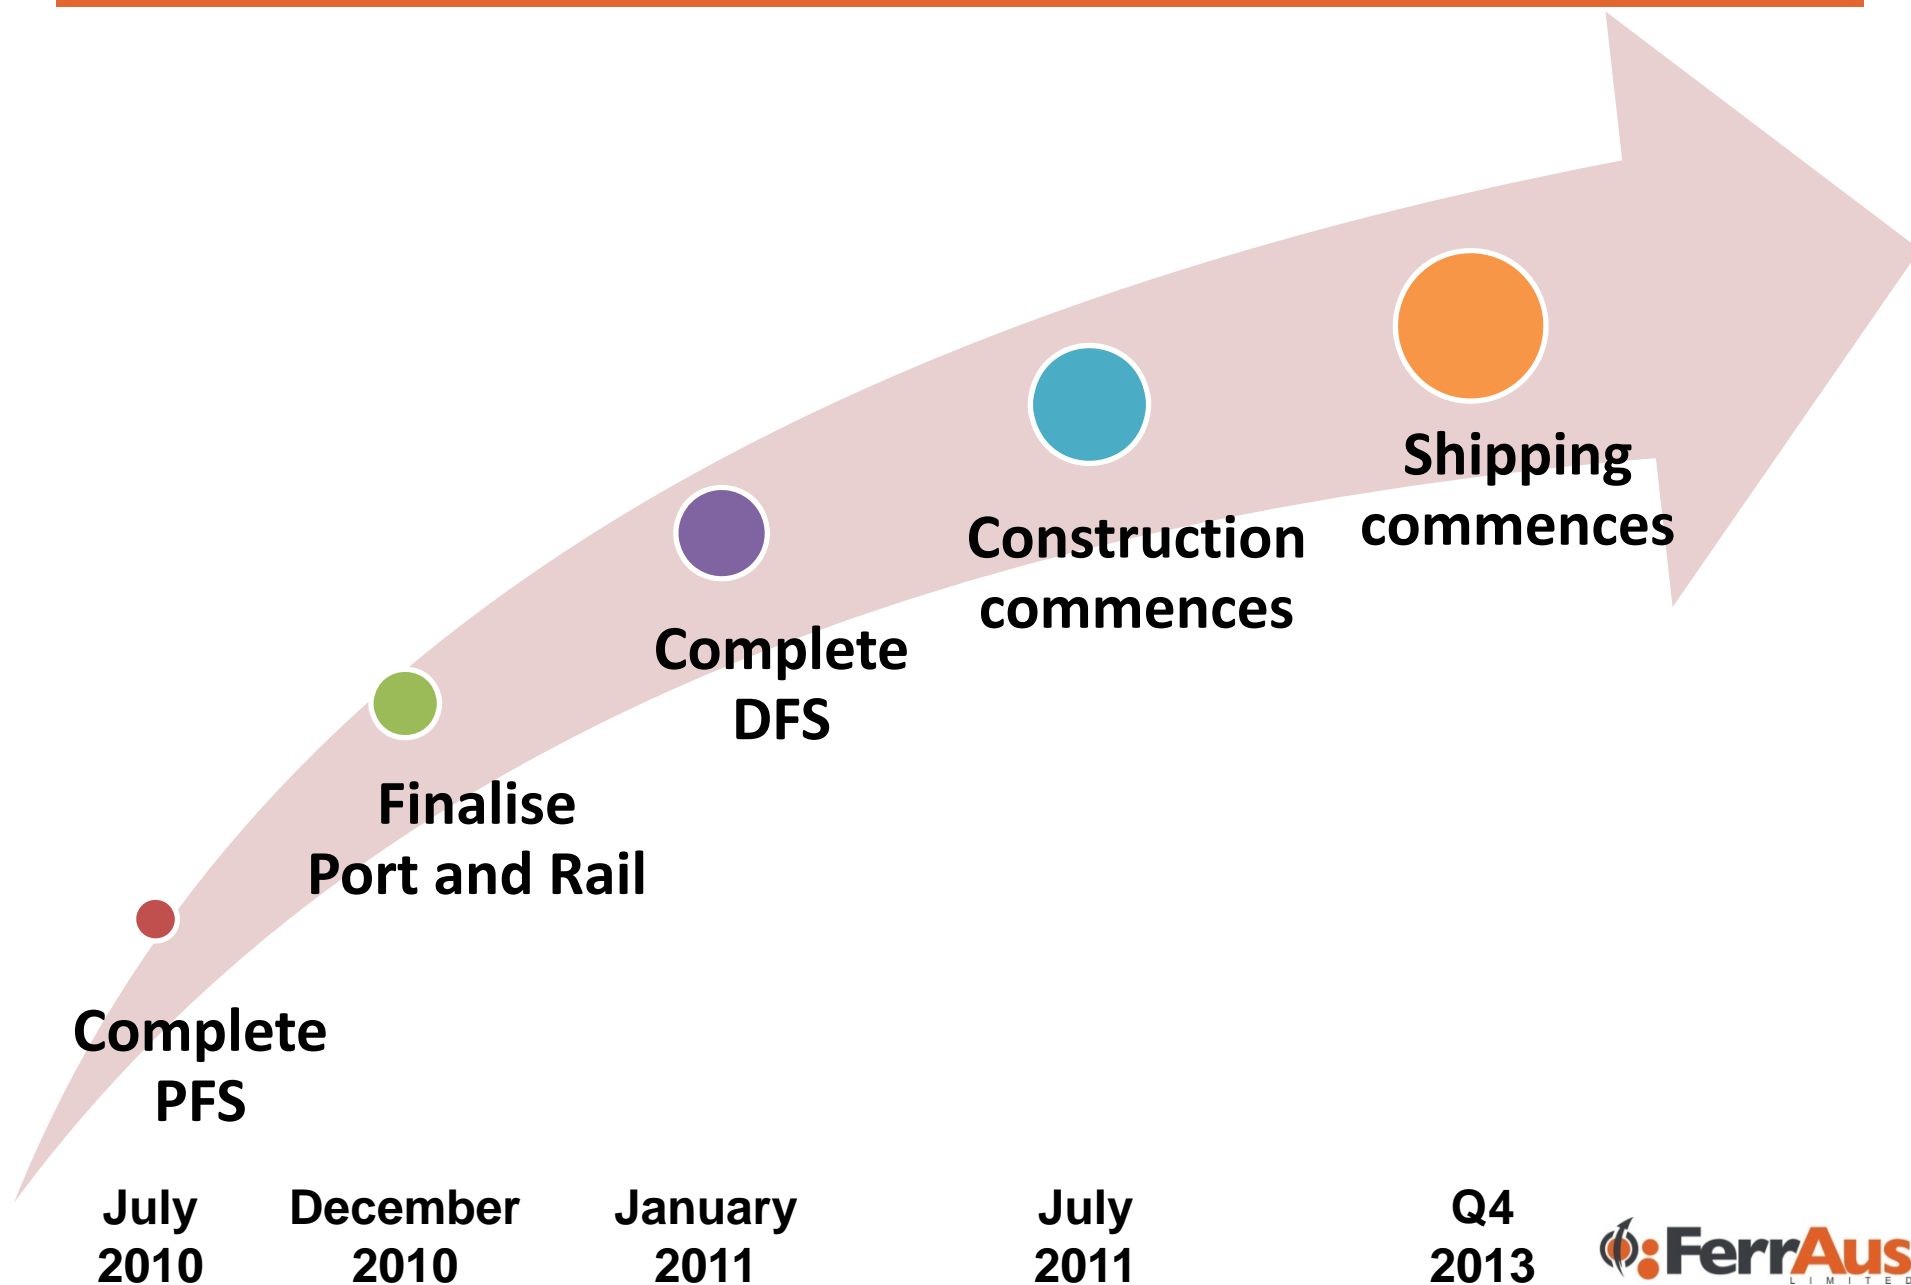 Shipping
commences
Construction
commences
Complete
DFS
Finalise
Port and Rail
Complete
PFS
July
2010
December
2010
January
2011
July
2011
Q4
2013
FerrAus
LIMITED